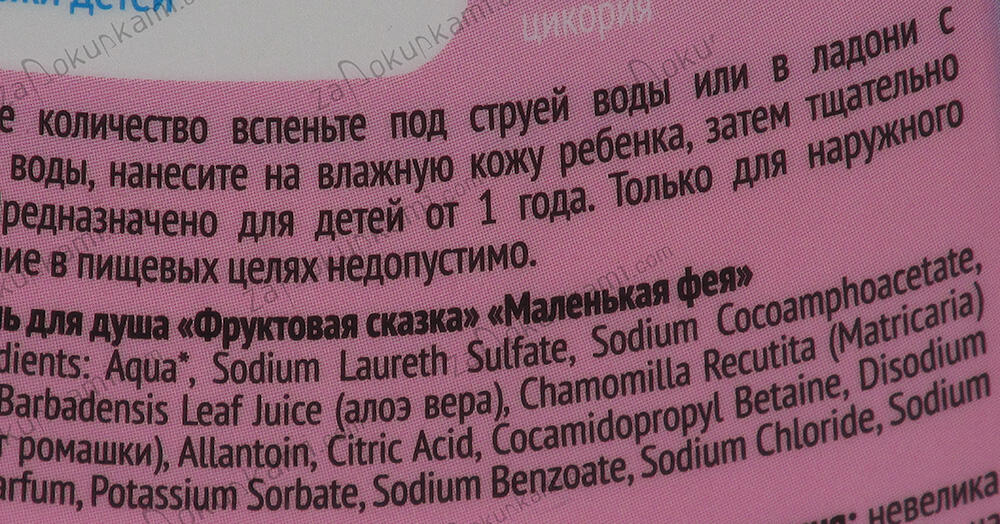 детей
цикория
количество вспеньте под струей воды или в ладони с
воды, нанесите на влажную кожу ребенка, затем тщательно
редназначено для детей от 1 года. Только для наружного
ние в пищевых целях недопустимо.
ь для душа «Фруктовая сказка» «Маленькая фея»
dients: Aqua*, Sodium Laureth Sulfate, Sodium Cocoamphoacetate,
Barbadensis Leaf Juice (алоэ вера), Chamomilla Recutita (Matricaria)
т ромашки), Allantoin, Citric Acid, Cocamidopropyl Betaine, Disodium
arfum, Potassium Sorbate, Sodium Benzoate, Sodium Chloride, Sodium
невелика